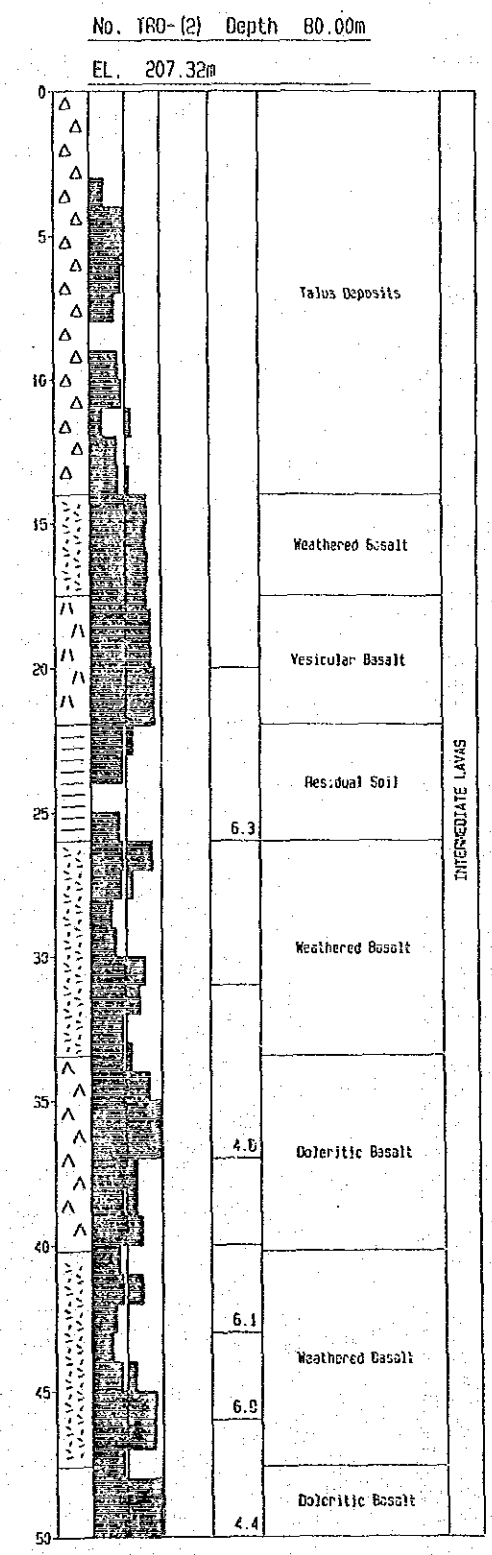 No. TRO-(2) Depth 80.00m
EL. 207.32m
0
5
Talus Deposits
10
15
Weathered Basalt
Vesicular Basalt
20
Residual Soil
25
6.3
INTERMEDIATE LAVAS
Weathered Basalt
30
35
4.0
Doleritic Basalt
40
6.1
Weathered Basalt
45
6.9
Doleritic Basalt
4.4
50